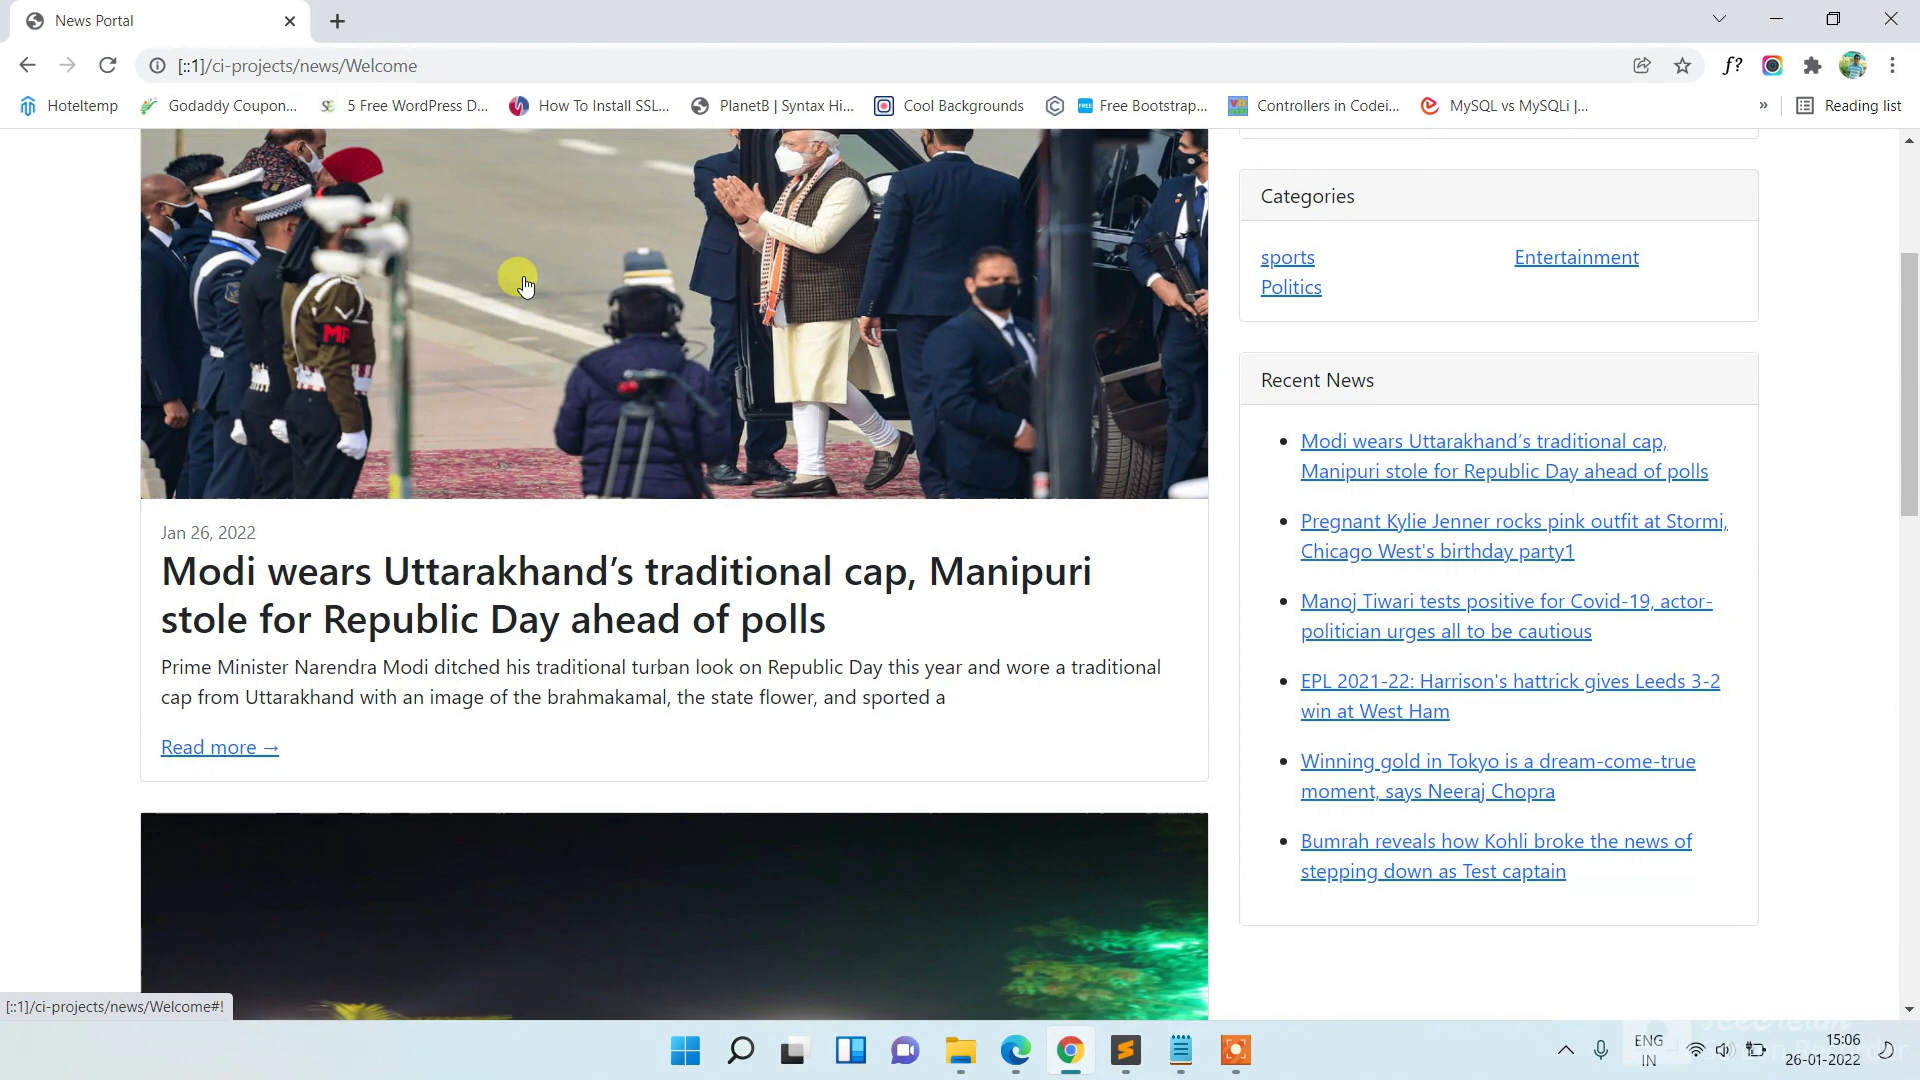 News Portal
[::1]/ci-projects/news/Welcome
f?
Hoteltemp
Godaddy Coupon...
5 Free WordPress D...
How To Install SSL...
PlanetB | Syntax Hi...
Cool Backgrounds
FREE
Free Bootstrap...
Controllers in Codei...
MySQL vs MySQLi |...
»
Reading list
MP
Jan 26, 2022
Modi wears Uttarakhand’s traditional cap, Manipuri
stole for Republic Day ahead of polls
Prime Minister Narendra Modi ditched his traditional turban look on Republic Day this year and wore a traditional
cap from Uttarakhand with an image of the brahmakamal, the state flower, and sported a
Read more →
Categories
sports
Entertainment
Politics
Recent News
Modi wears Uttarakhand’s traditional cap,
Manipuri stole for Republic Day ahead of polls
Pregnant Kylie Jenner rocks pink outfit at Stormi,
Chicago West's birthday party1
Manoj Tiwari tests positive for Covid-19, actor-
politician urges all to be cautious
EPL 2021-22: Harrison's hattrick gives Leeds 3-2
win at West Ham
Winning gold in Tokyo is a dream-come-true
moment, says Neeraj Chopra
Bumrah reveals how Kohli broke the news of
stepping down as Test captain
[::1]/ci-projects/news/Welcome#!
ENG
IN
15:06
26-01-2022